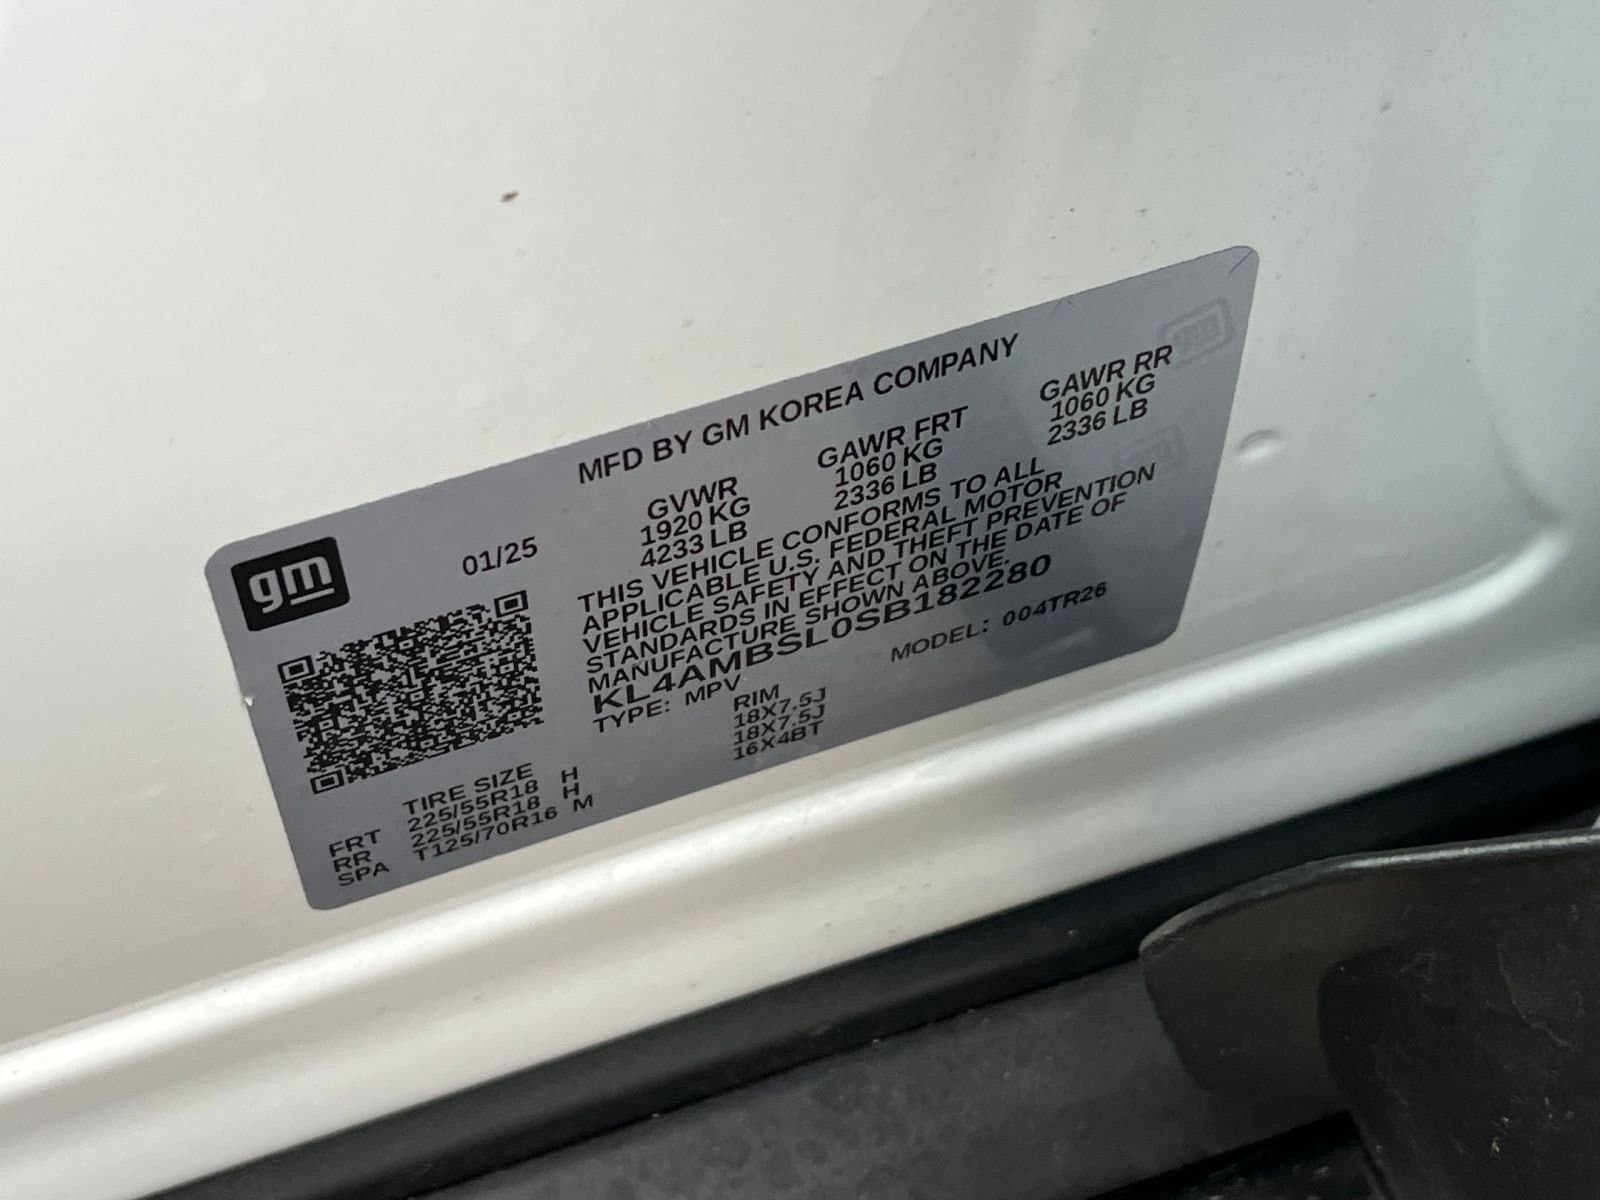 MFD BY GM KOREA COMPANY
gm
01/25
GVWR GAWR FRT GAWR RR
1920 KG 1060 KG 1060 KG
4233 LB 2336 LB 2336 LB
THIS VEHICLE CONFORMS TO ALL
APPLICABLE U.S. FEDERAL MOTOR
VEHICLE SAFETY AND THEFT PREVENTION
STANDARDS IN EFFECT ON THE DATE OF
MANUFACTURE SHOWN ABOVE.
KL4AMBSL0SB182280
TYPE: MPV MODEL: 004TR26
TIRE SIZE RIM
FRT 225/55R18 H 18X7.5J
RR 225/55R18 H 18X7.5J
SPA T125/70R16 M 16X4BT